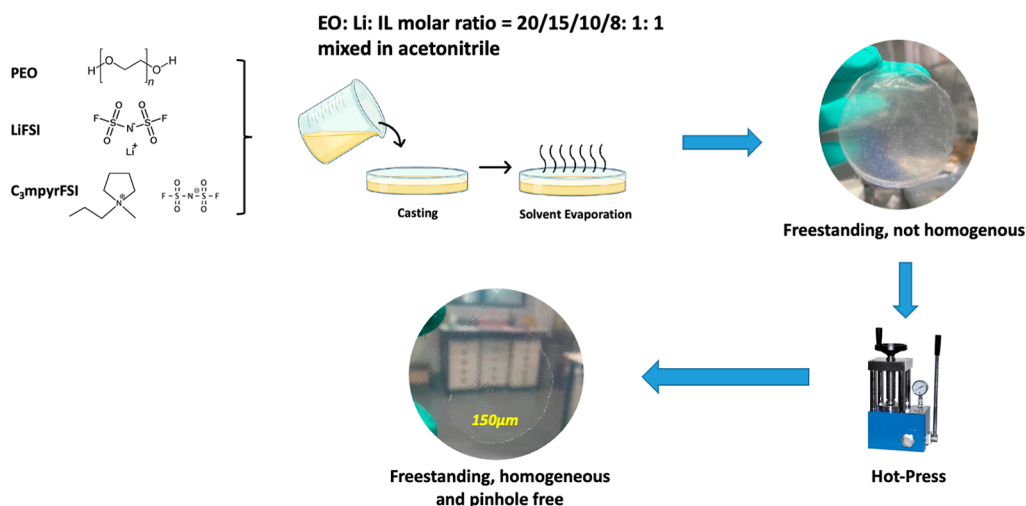 EO: Li: IL molar ratio = 20/15/10/8: 1: 1
mixed in acetonitrile
PEO
H O O H
n
LiFSI
O O
F S N- S F
O O
Li+
C₃mpyrFSI
N⊕
O O
F-S-N-S-F
⊖
O O
Casting
Solvent Evaporation
Freestanding, not homogenous
Hot-Press
150μm
Freestanding, homogeneous
and pinhole free